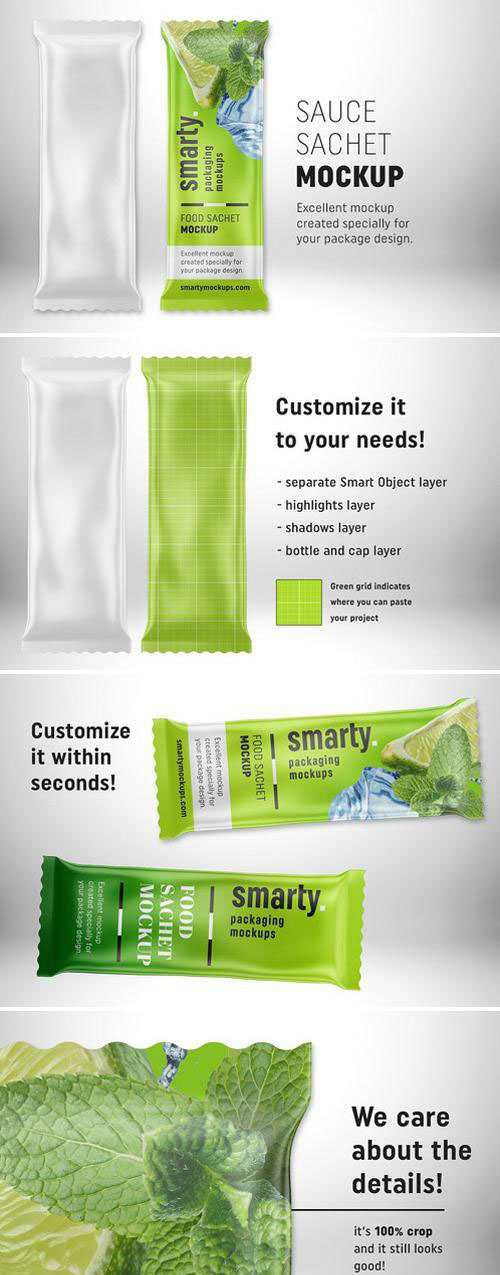 smarty.
packaging
mockups
FOOD SACHET
MOCKUP
Excellent mockup
created specially for
your package design.
smartymockups.com
SAUCE
SACHET
MOCKUP
Excellent mockup
created specially for
your package design.
Customize it
to your needs!
- separate Smart Object layer
- highlights layer
- shadows layer
- bottle and cap layer
Green grid indicates
where you can paste
your project
Customize
it within
seconds!
smarty.
packaging
mockups
FOOD SACHET
MOCKUP
Excellent mockup
created specially for
your package design.
smartymockups.com
smarty.
packaging
mockups
FOOD
SACHET
MOCKUP
Excellent mockup
created specially for
your package design.
We care
about the
details!
it's 100% crop
and it still looks
good!